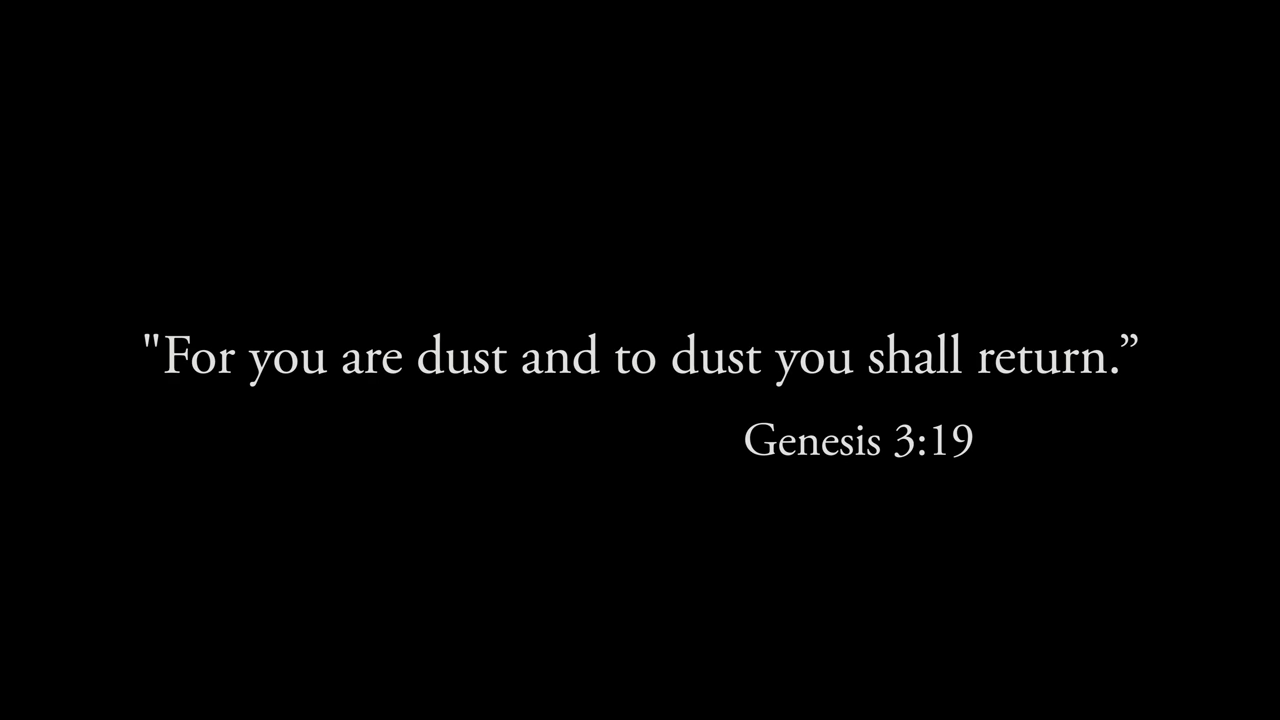 "For you are dust and to dust you shall return.”
Genesis 3:19